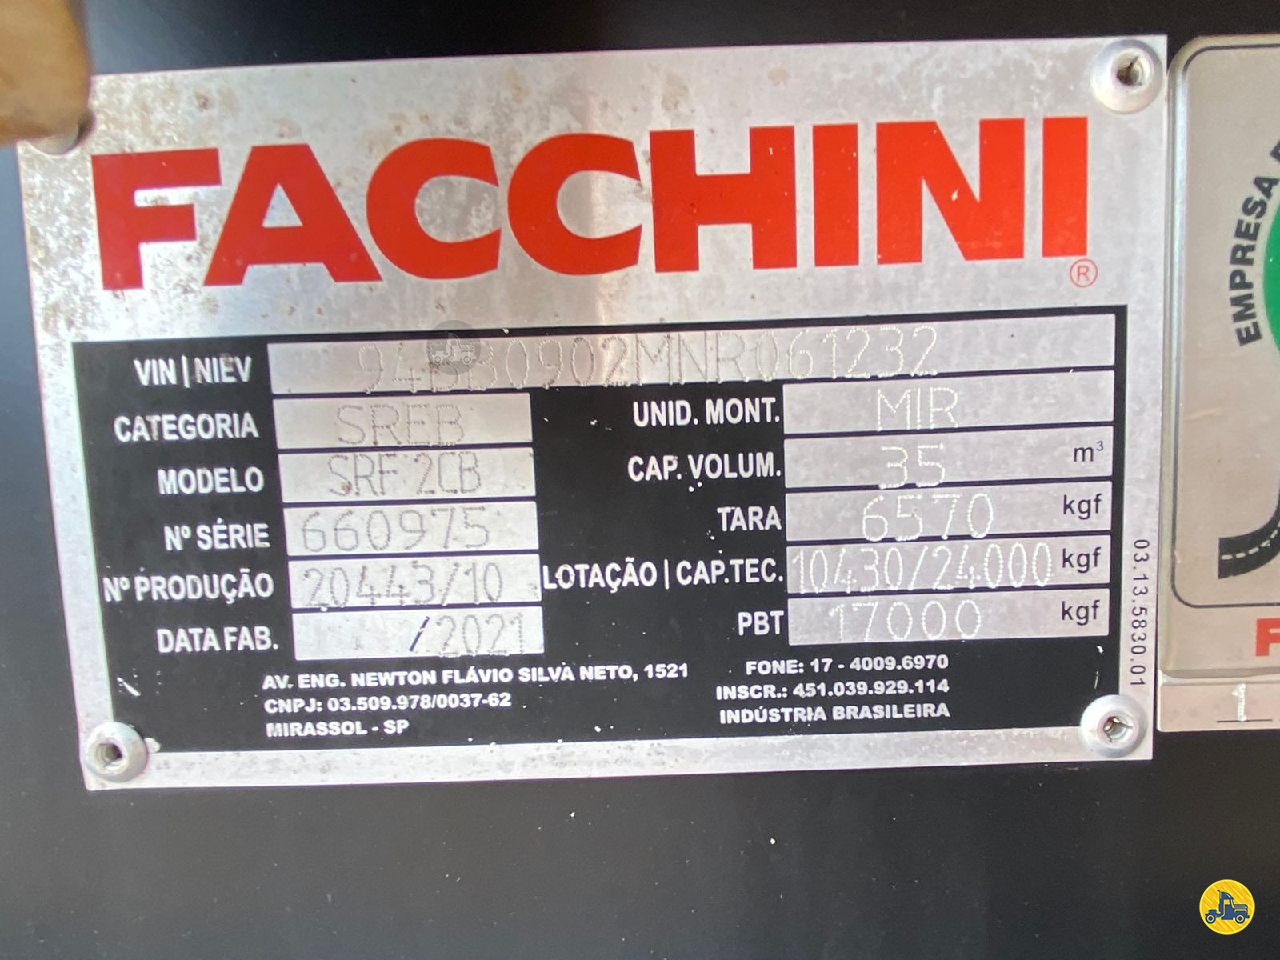 FACCHINI®
VIN|NIEV 94BB0902MNR061232
CATEGORIA SREB UNID. MONT. MIR
MODELO SRF 2CB CAP. VOLUM. 35 m³
Nº SÉRIE 660975 TARA 6570 kgf
Nº PRODUÇÃO 20443/10 LOTAÇÃO | CAP.TEC. 10430/24000 kgf
DATA FAB. /2021 PBT 17000 kgf
AV. ENG. NEWTON FLÁVIO SILVA NETO, 1521 FONE: 17 - 4009.6970
CNPJ: 03.509.978/0037-62 INSCR.: 451.039.929.114
MIRASSOL - SP INDÚSTRIA BRASILEIRA
03.13.5830.01
EMPRESA
F
1